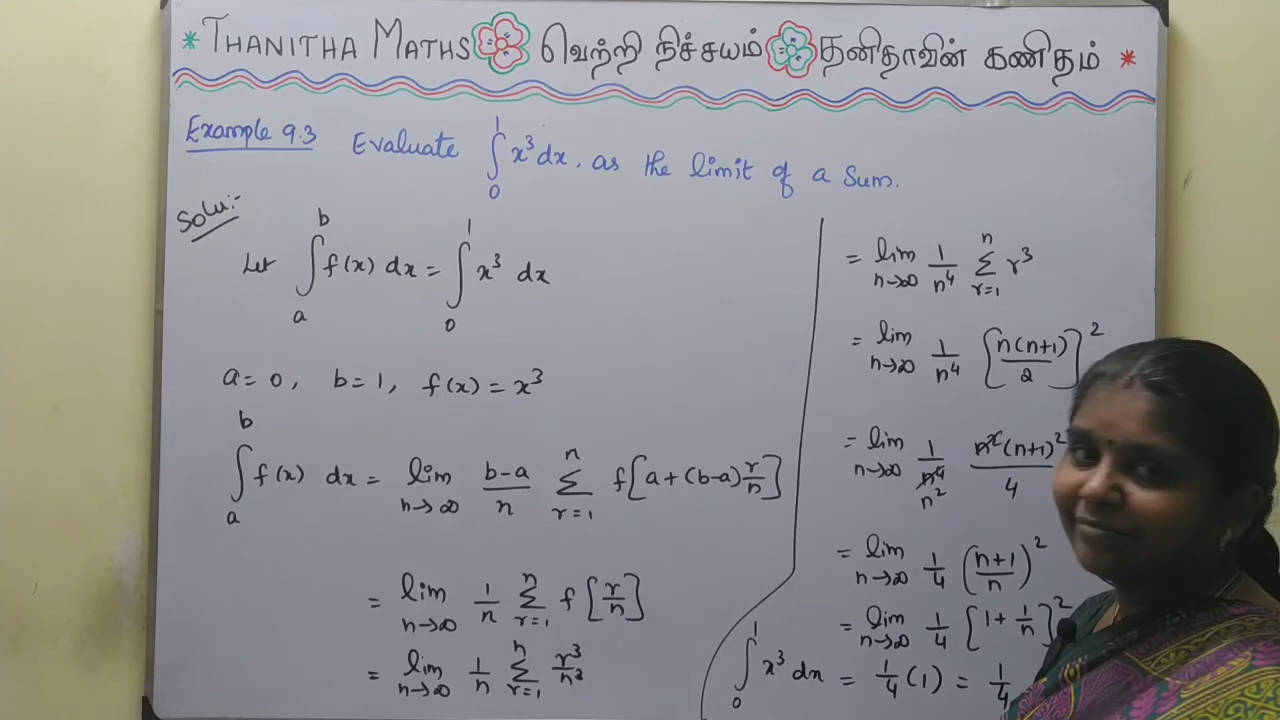 * THANITHA MATHS வெற்றி நிச்சயம் தனிதாவின் கணிதம் *
Example 9.3 Evaluate ∫₀¹ x³ dx, as the limit of a Sum.
Solu:-
Let ∫ₐᵇ f(x) dx = ∫₀¹ x³ dx
a = 0, b = 1, f(x) = x³
∫ₐᵇ f(x) dx = lim n→∞ (b-a)/n Σ r=1 n f[a + (b-a) r/n]
= lim n→∞ 1/n Σ r=1 n f[r/n]
= lim n→∞ 1/n Σ r=1 n r³/n³
= lim n→∞ 1/n⁴ Σ r=1 n r³
= lim n→∞ 1/n⁴ [n(n+1)/2]²
= lim n→∞ 1/n⁴ n² n²(n+1)²/4
= lim n→∞ 1/4 ((n+1)/n)²
= lim n→∞ 1/4 [1 + 1/n]²
∫₀¹ x³ dx = 1/4 (1) = 1/4